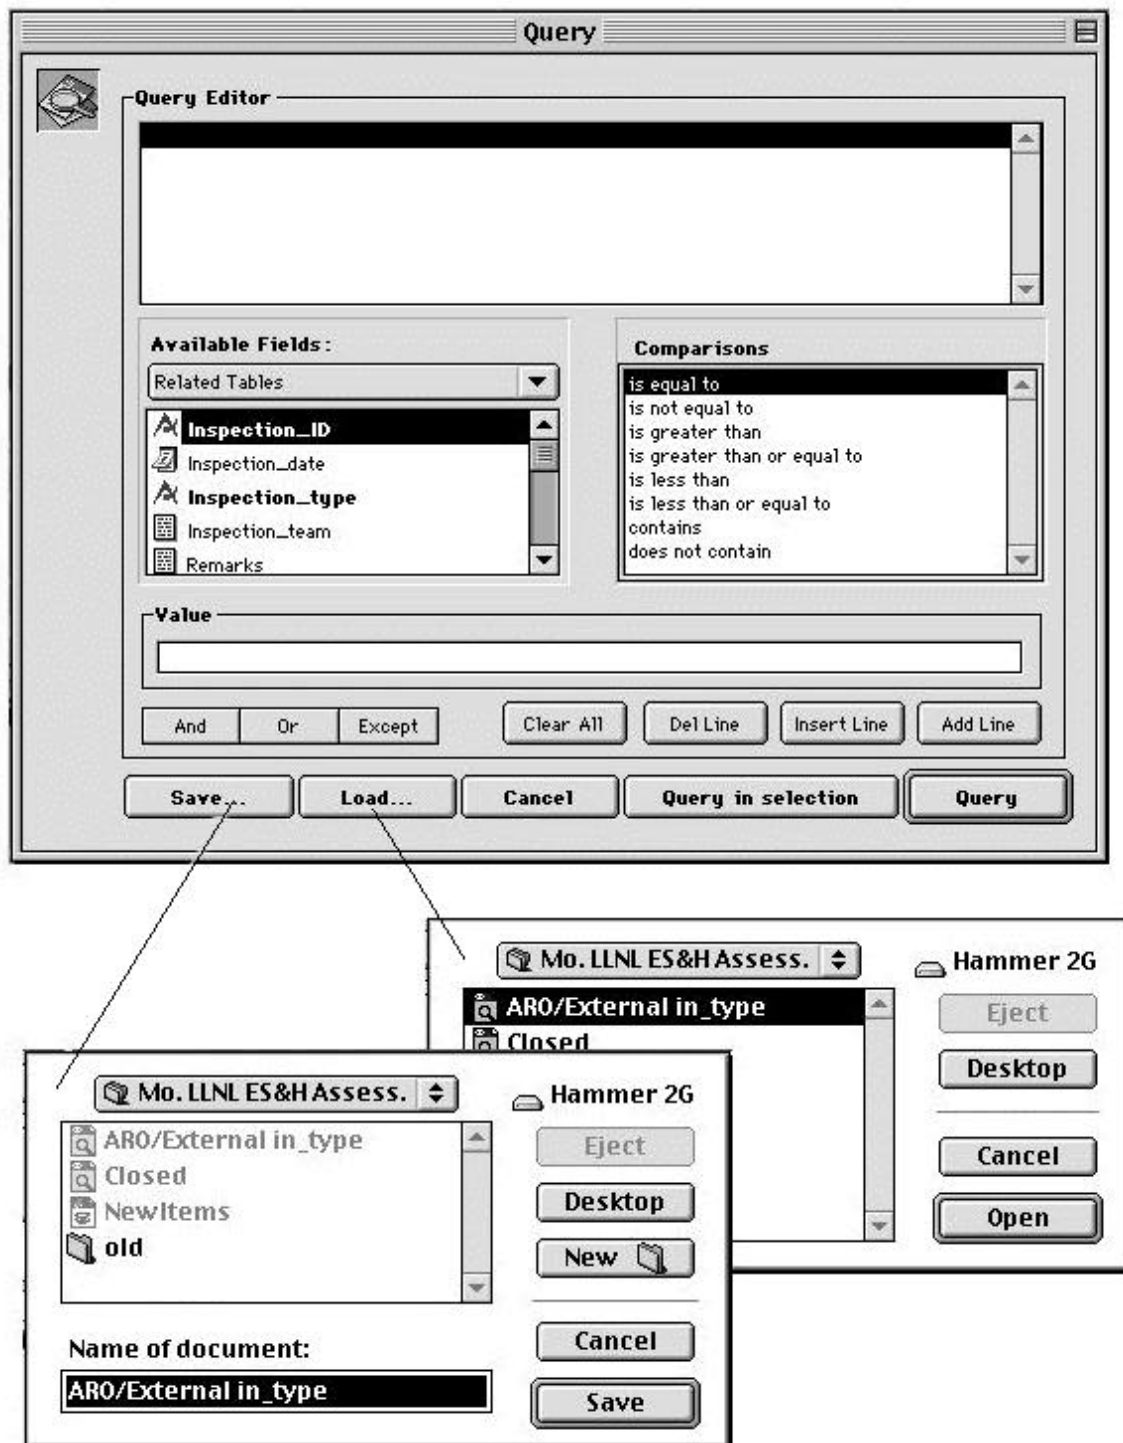 Query
Query Editor
Available Fields:
Related Tables
Inspection_ID
Inspection_date
Inspection_type
Inspection_team
Remarks
Comparisons
is equal to
is not equal to
is greater than
is greater than or equal to
is less than
is less than or equal to
contains
does not contain
Value
And Or Except Clear All Del Line Insert Line Add Line
Save... Load... Cancel Query in selection Query
Mo. LLNL ES&H Assess.
Hammer 2G
ARO/External in_type
Closed
Eject
Desktop
Cancel
Open
Mo. LLNL ES&H Assess.
Hammer 2G
ARO/External in_type
Closed
NewItems
old
Eject
Desktop
New
Name of document:
ARO/External in_type
Cancel
Save